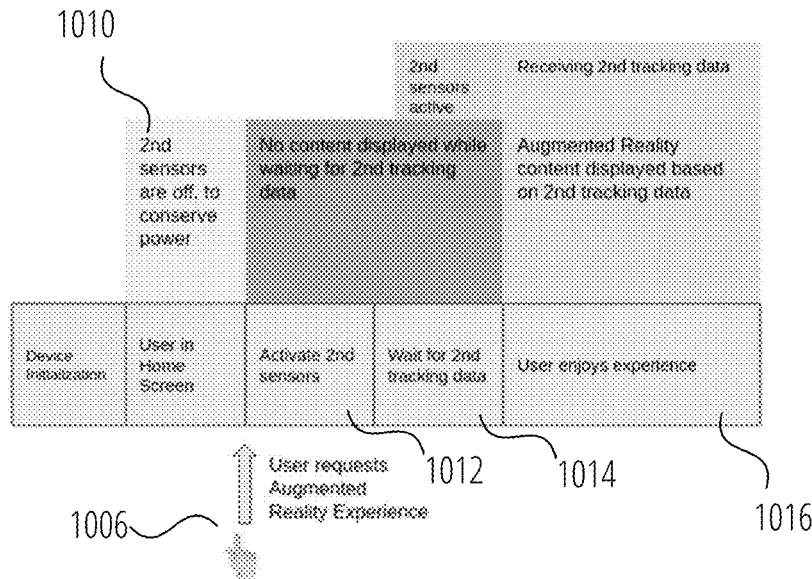 1010
2nd
sensors
active
Receiving 2nd tracking data
2nd
sensors
are off, to
conserve
power
No content displayed while
waiting for 2nd tracking
data
Augmented Reality
content displayed based
on 2nd tracking data
Device
Initialization
User in
Home
Screen
Activate 2nd
sensors
Wait for 2nd
tracking data
User enjoys experience
1012
1014
1016
User requests
Augmented
Reality Experience
1006